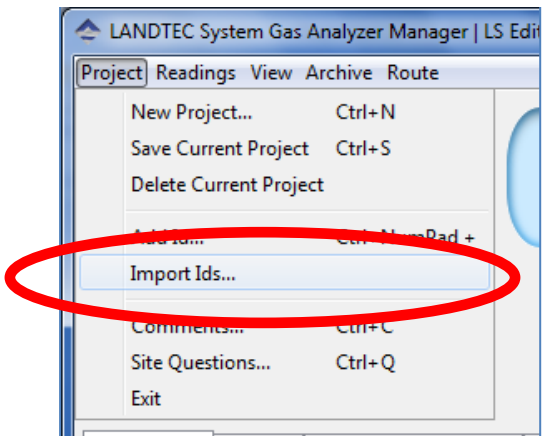 LANDTEC System Gas Analyzer Manager | LS Edi
Project Readings View Archive Route
New Project... Ctrl+N
Save Current Project Ctrl+S
Delete Current Project
Add Id... Ctrl+NumPad +
Import Ids...
Comments... Ctrl+C
Site Questions... Ctrl+Q
Exit